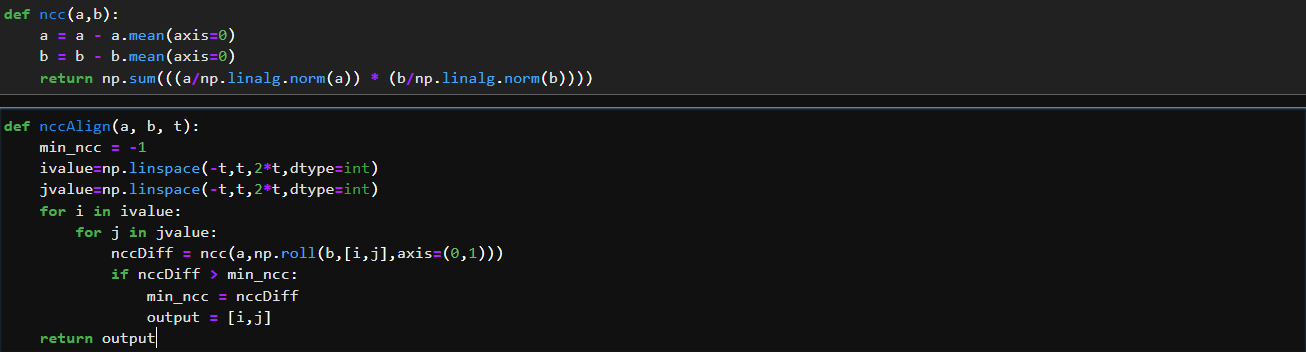 def ncc(a,b):
    a = a - a.mean(axis=0)
    b = b - b.mean(axis=0)
    return np.sum(((a/np.linalg.norm(a)) * (b/np.linalg.norm(b))))
def nccAlign(a, b, t):
    min_ncc = -1
    ivalue=np.linspace(-t,t,2*t,dtype=int)
    jvalue=np.linspace(-t,t,2*t,dtype=int)
    for i in ivalue:
        for j in jvalue:
            nccDiff = ncc(a,np.roll(b,[i,j],axis=(0,1)))
            if nccDiff > min_ncc:
                min_ncc = nccDiff
                output = [i,j]
    return output